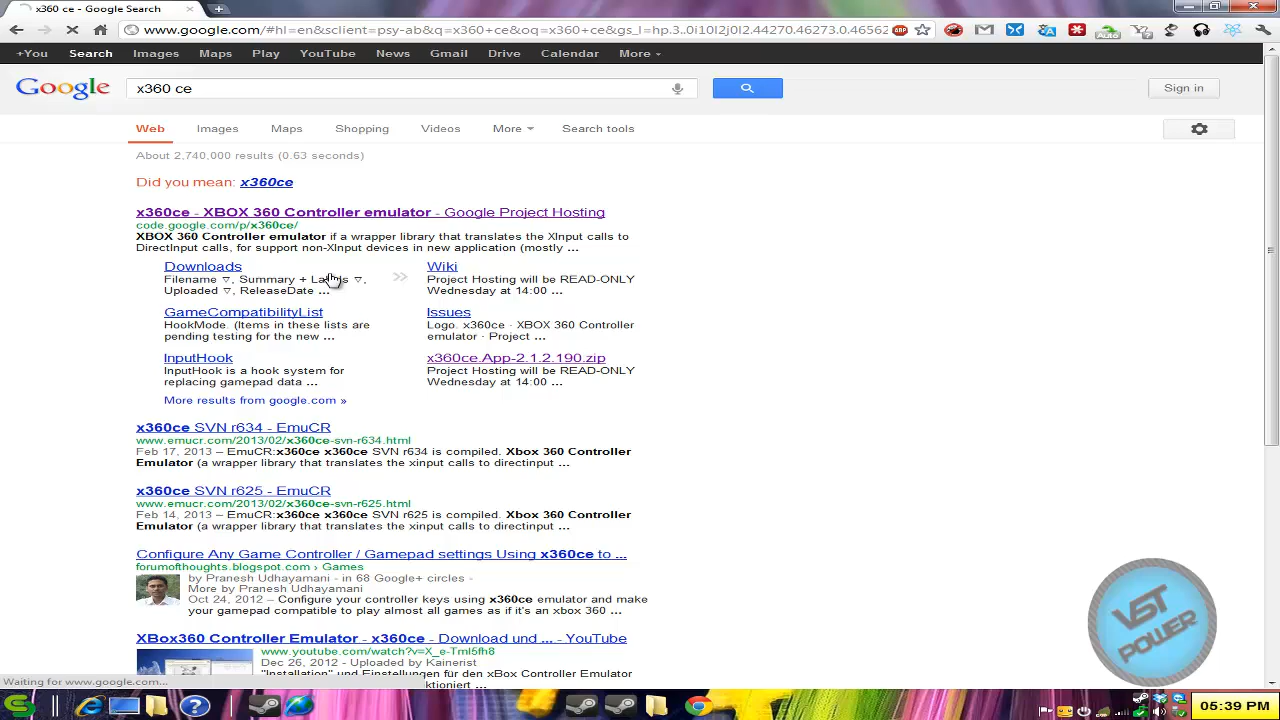 x360 ce - Google Search
www.google.com/#hl=en&sclient=psy-ab&q=x360+ce&oq=x360+ce&gs_l=hp.3..0i10l2j0l2.44270.46273.0.46562
+You Search Images Maps Play YouTube News Gmail Drive Calendar More
Google x360 ce Sign in
Web Images Maps Shopping Videos More Search tools
About 2,740,000 results (0.63 seconds)
Did you mean: x360ce
x360ce - XBOX 360 Controller emulator - Google Project Hosting
code.google.com/p/x360ce/
XBOX 360 Controller emulator if a wrapper library that translates the XInput calls to
DirectInput calls, for support non-XInput devices in new application (mostly ...
Downloads
Filename ▽, Summary + Labels ▽,
Uploaded ▽, ReleaseDate ...
Wiki
Project Hosting will be READ-ONLY
Wednesday at 14:00 ...
GameCompatibilityList
HookMode. (Items in these lists are
pending testing for the new ...
Issues
Logo. x360ce · XBOX 360 Controller
emulator · Project ...
InputHook
InputHook is a hook system for
replacing gamepad data ...
x360ce.App-2.1.2.190.zip
Project Hosting will be READ-ONLY
Wednesday at 14:00 ...
More results from google.com »
x360ce SVN r634 - EmuCR
www.emucr.com/2013/02/x360ce-svn-r634.html
Feb 17, 2013 – EmuCR:x360ce x360ce SVN r634 is compiled. Xbox 360 Controller
Emulator (a wrapper library that translates the xinput calls to directinput ...
x360ce SVN r625 - EmuCR
www.emucr.com/2013/02/x360ce-svn-r625.html
Feb 14, 2013 – EmuCR:x360ce x360ce SVN r625 is compiled. Xbox 360 Controller
Emulator (a wrapper library that translates the xinput calls to directinput ...
Configure Any Game Controller / Gamepad settings Using x360ce to ...
forumofthoughts.blogspot.com › Games
by Pranesh Udhayamani - in 68 Google+ circles -
More by Pranesh Udhayamani
Oct 24, 2012 – Configure your controller keys using x360ce emulator and make
your gamepad compatible to play almost all games as if it's an xbox 360 ...
XBox360 Controller Emulator - x360ce - Download und ... - YouTube
www.youtube.com/watch?v=X_e-Tml5fh8
Dec 26, 2012 - Uploaded by Kainerist
"Installation" und Einstellungen für den Xbox Controller Emulator
Waiting for www.google.com...
VST
POWER
05:39 PM